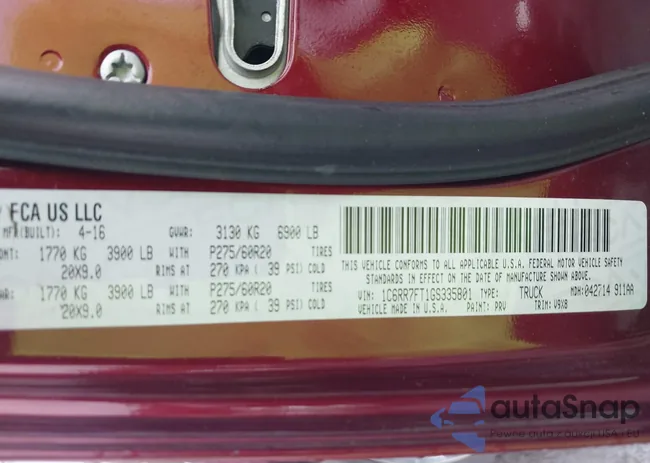 FCA US LLC
MFD(BUILT): 4-16 GVWR: 3130 KG 6900 LB
1770 KG 3900 LB WITH P275/60R20 TIRES
20X9.0 RIMS AT 270 KPA ( 39 PSI) COLD
1770 KG 3900 LB WITH P275/60R20 TIRES
20X9.0 RIMS AT 270 KPA ( 39 PSI) COLD
THIS VEHICLE CONFORMS TO ALL APPLICABLE U.S.A. FEDERAL MOTOR VEHICLE SAFETY
STANDARDS IN EFFECT ON THE DATE OF MANUFACTURE SHOWN ABOVE.
VIN: 1C6RR7FT1GS335801 TYPE: TRUCK MDH:042714 911AA
VEHICLE MADE IN U.S.A. PAINT: PRV TRIM: V9X8
autoSnap